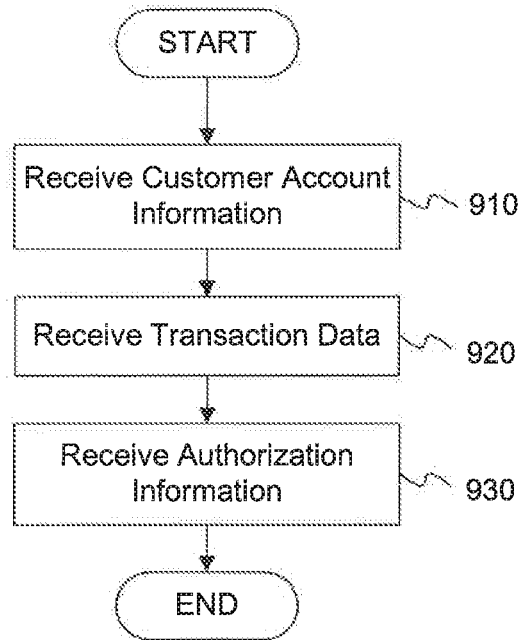 START
Receive Customer Account
Information
910
Receive Transaction Data
920
Receive Authorization
Information
930
END